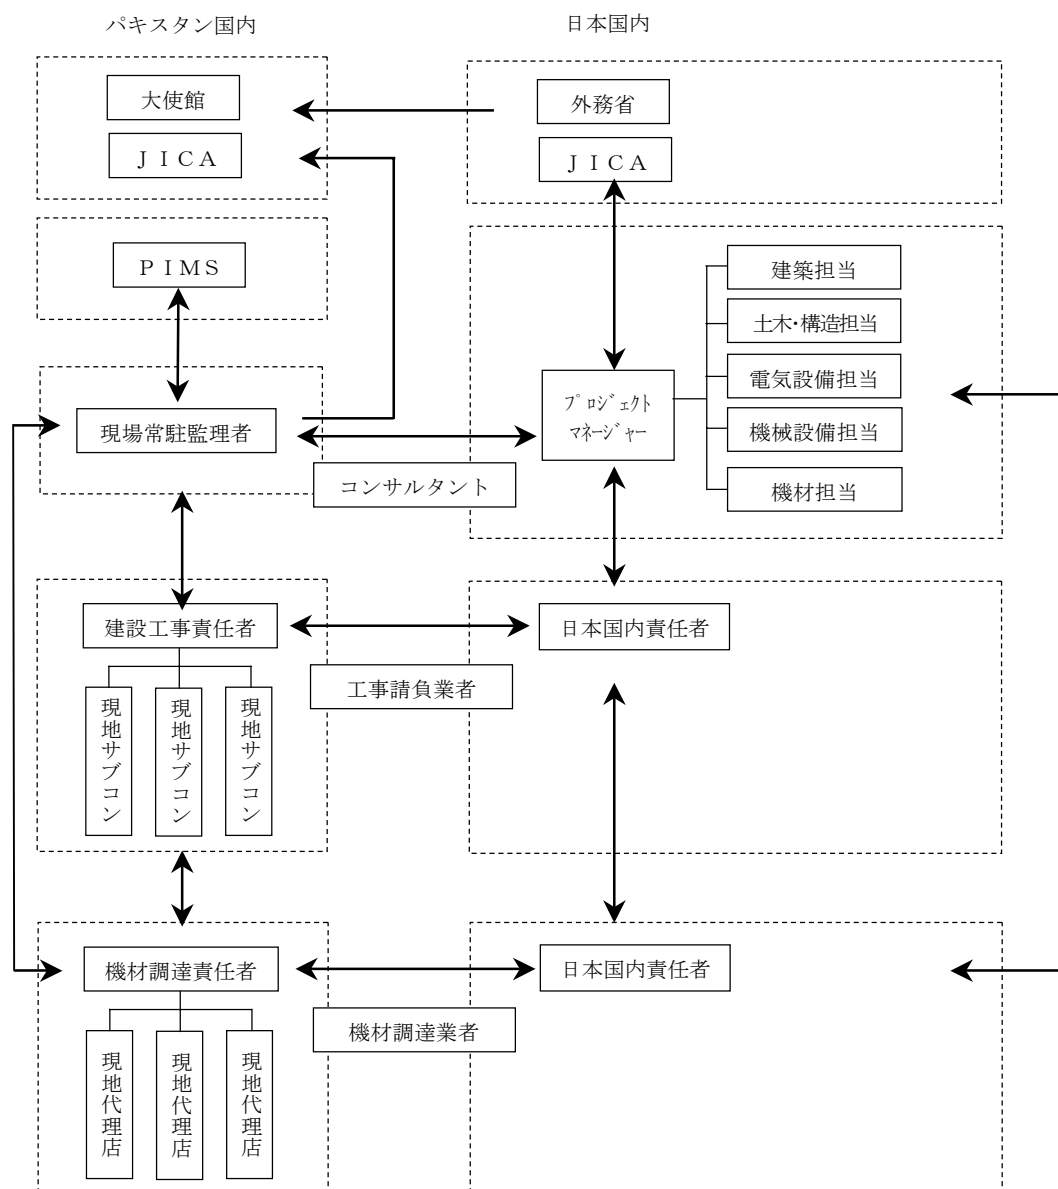 パキスタン国内
日本国内
大使館
ＪＩＣＡ
外務省
ＪＩＣＡ
ＰＩＭＳ
建築担当
土木・構造担当
電気設備担当
機械設備担当
機材担当
プロジェクト
マネージャー
現場常駐監理者
コンサルタント
建設工事責任者
日本国内責任者
工事請負業者
現地サブコン
現地サブコン
現地サブコン
機材調達責任者
日本国内責任者
機材調達業者
現地代理店
現地代理店
現地代理店